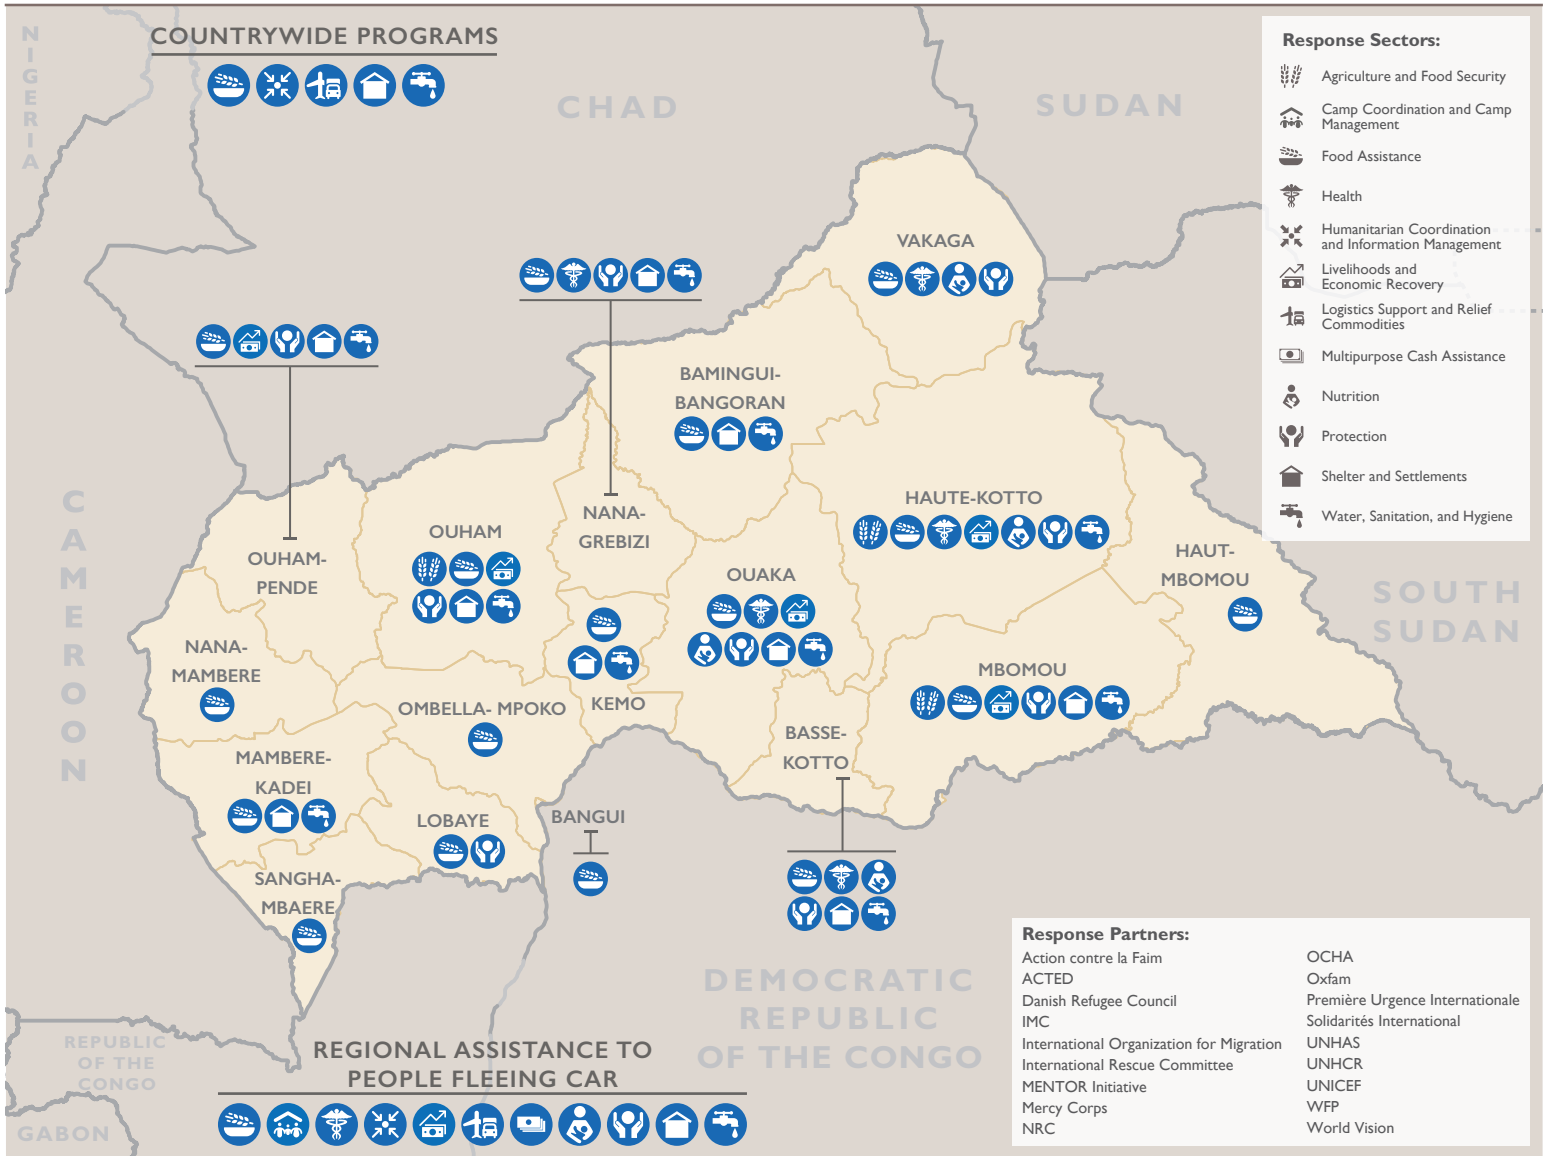 COUNTRYWIDE PROGRAMS
NIGERIA
CHAD
SUDAN
Response Sectors:
Agriculture and Food Security
Camp Coordination and Camp
Management
Food Assistance
Health
Humanitarian Coordination
and Information Management
Livelihoods and
Economic Recovery
Logistics Support and Relief
Commodities
Multipurpose Cash Assistance
Nutrition
Protection
Shelter and Settlements
Water, Sanitation, and Hygiene
VAKAGA
BAMINGUI-
BANGORAN
HAUTE-KOTTO
NANA-
GREBIZI
OUHAM
OUHAM-
PENDE
OUAKA
HAUT-
MBOMOU
CAMEROON
SOUTH
SUDAN
NANA-
MAMBERE
MBOMOU
OMBELLA- MPOKO
KEMO
BASSE-
KOTTO
MAMBERE-
KADEI
LOBAYE
BANGUI
SANGHA-
MBAERE
DEMOCRATIC
REPUBLIC
OF THE CONGO
REPUBLIC
OF THE
CONGO
GABON
REGIONAL ASSISTANCE TO
PEOPLE FLEEING CAR
Response Partners:
Action contre la Faim
ACTED
Danish Refugee Council
IMC
International Organization for Migration
International Rescue Committee
MENTOR Initiative
Mercy Corps
NRC
OCHA
Oxfam
Première Urgence Internationale
Solidarités International
UNHAS
UNHCR
UNICEF
WFP
World Vision